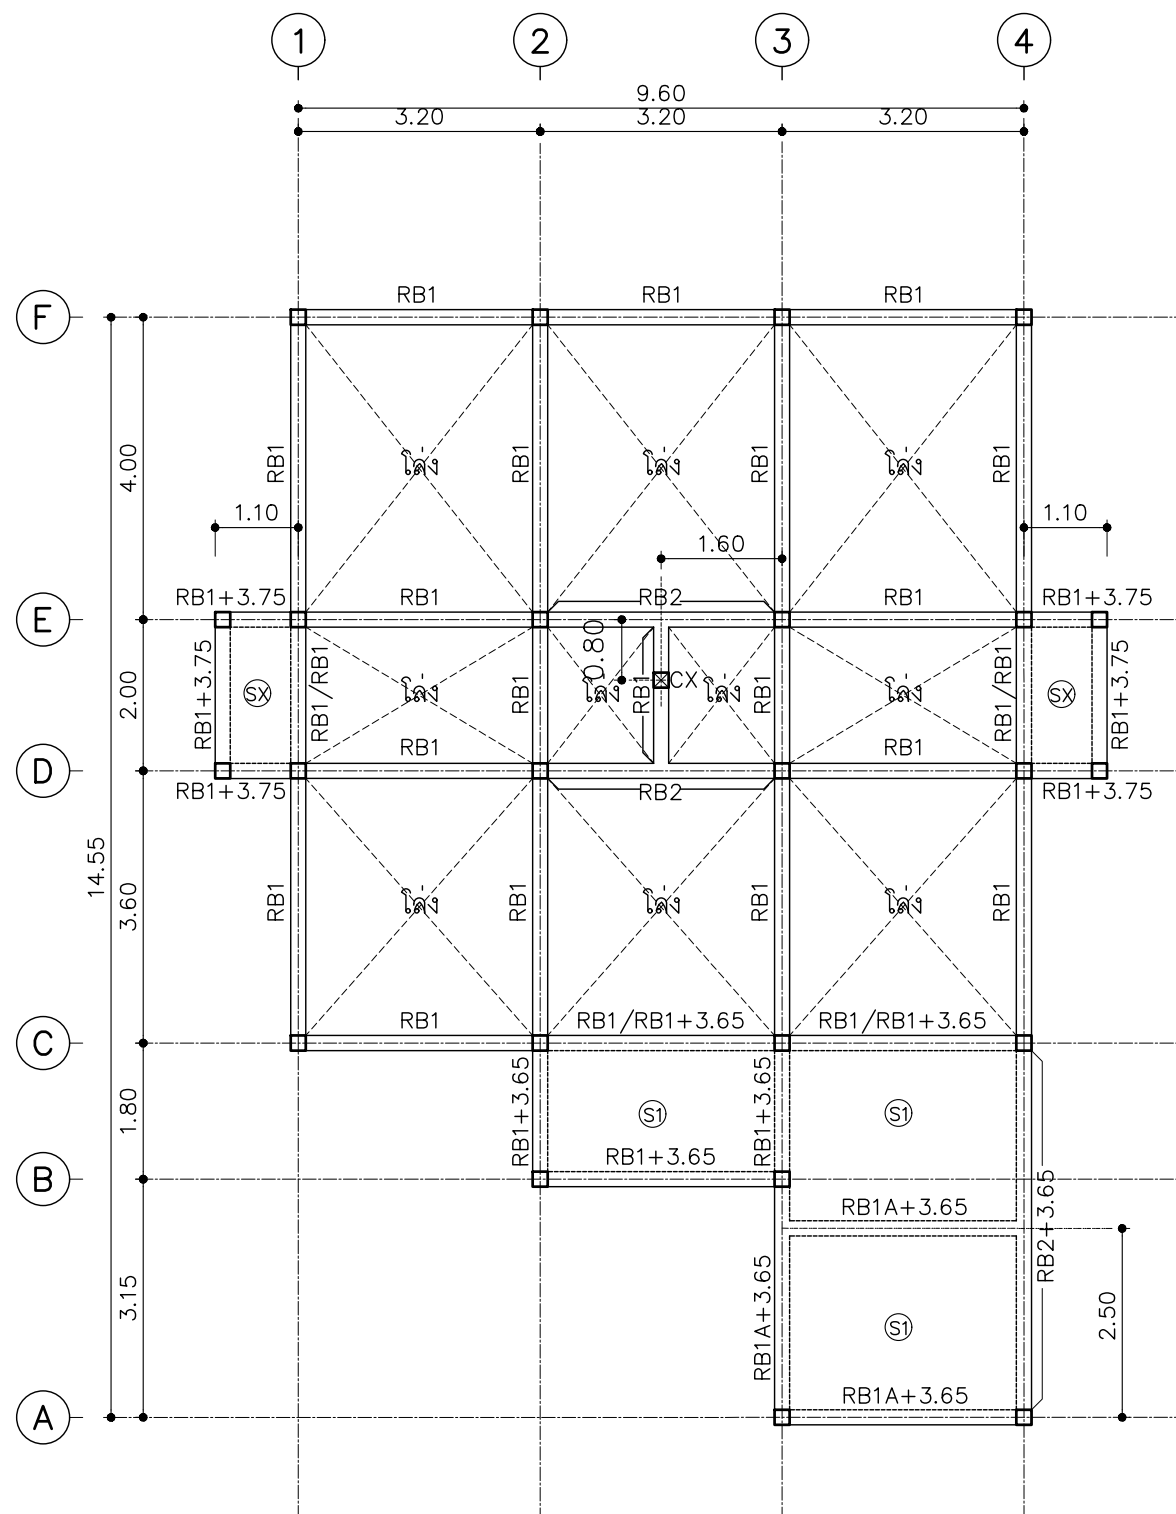 1 2 3 4
9.60
3.20 3.20 3.20
F
RB1 RB1 RB1
4.00
RB1 RB1 RB1 RB1
โล่ง โล่ง โล่ง
1.10 1.10
1.60
RB1+3.75 RB1 RB2 RB1 RB1+3.75
E
0.80
2.00
RB1+3.75
SX
RB1/RB1
โล่ง
RB1
โล่ง
RB1
CX
โล่ง
RB1
โล่ง
RB1/RB1
SX
RB1+3.75
RB1 RB1
D
RB1+3.75 RB2 RB1+3.75
14.55
3.60
RB1 RB1 RB1 RB1
โล่ง โล่ง โล่ง
RB1 RB1/RB1+3.65 RB1/RB1+3.65
C
1.80
RB1+3.65
S1
RB1+3.65
S1
RB1+3.65
B
RB1A+3.65
RB2+3.65
3.15
RB1A+3.65
S1
2.50
RB1A+3.65
A